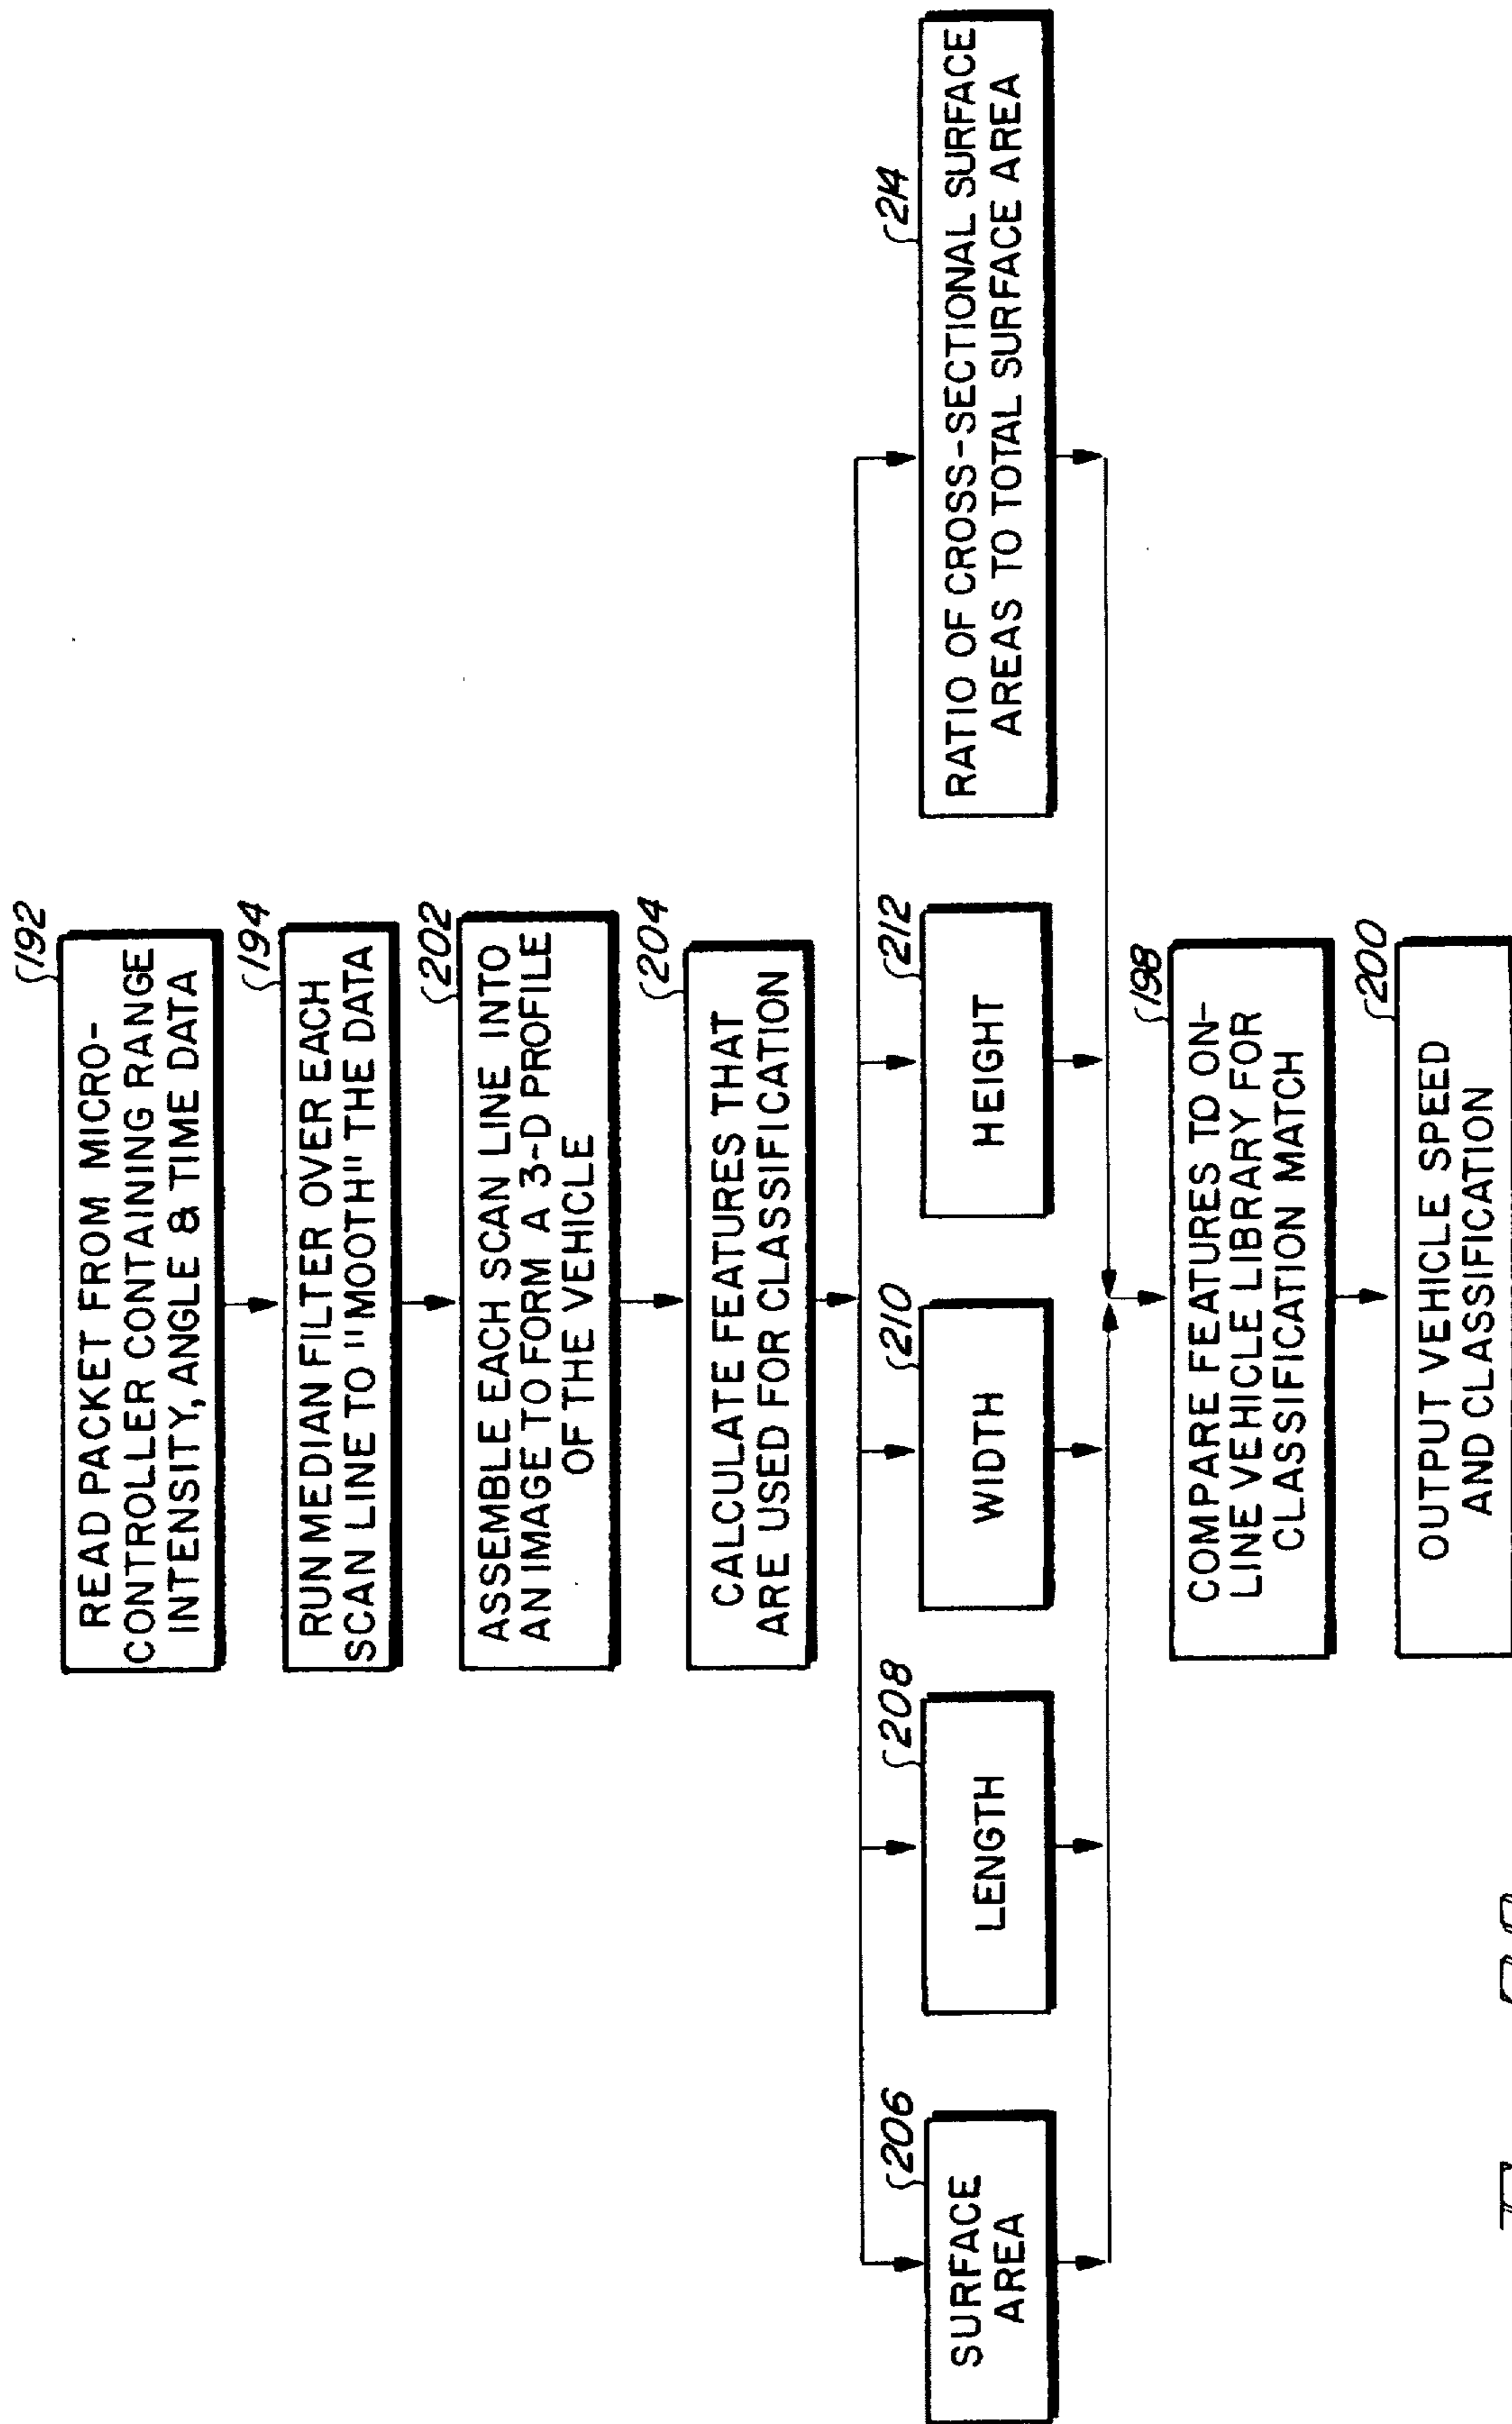 192
READ PACKET FROM MICRO-
CONTROLLER CONTAINING RANGE
INTENSITY, ANGLE & TIME DATA
194
RUN MEDIAN FILTER OVER EACH
SCAN LINE TO "MOOTH" THE DATA
202
ASSEMBLE EACH SCAN LINE INTO
AN IMAGE TO FORM A 3-D PROFILE
OF THE VEHICLE
204
CALCULATE FEATURES THAT
ARE USED FOR CLASSIFICATION
206
SURFACE
AREA
208
LENGTH
210
WIDTH
212
HEIGHT
214
RATIO OF CROSS-SECTIONAL SURFACE
AREAS TO TOTAL SURFACE AREA
198
COMPARE FEATURES TO ON-
LINE VEHICLE LIBRARY FOR
CLASSIFICATION MATCH
200
OUTPUT VEHICLE SPEED
AND CLASSIFICATION